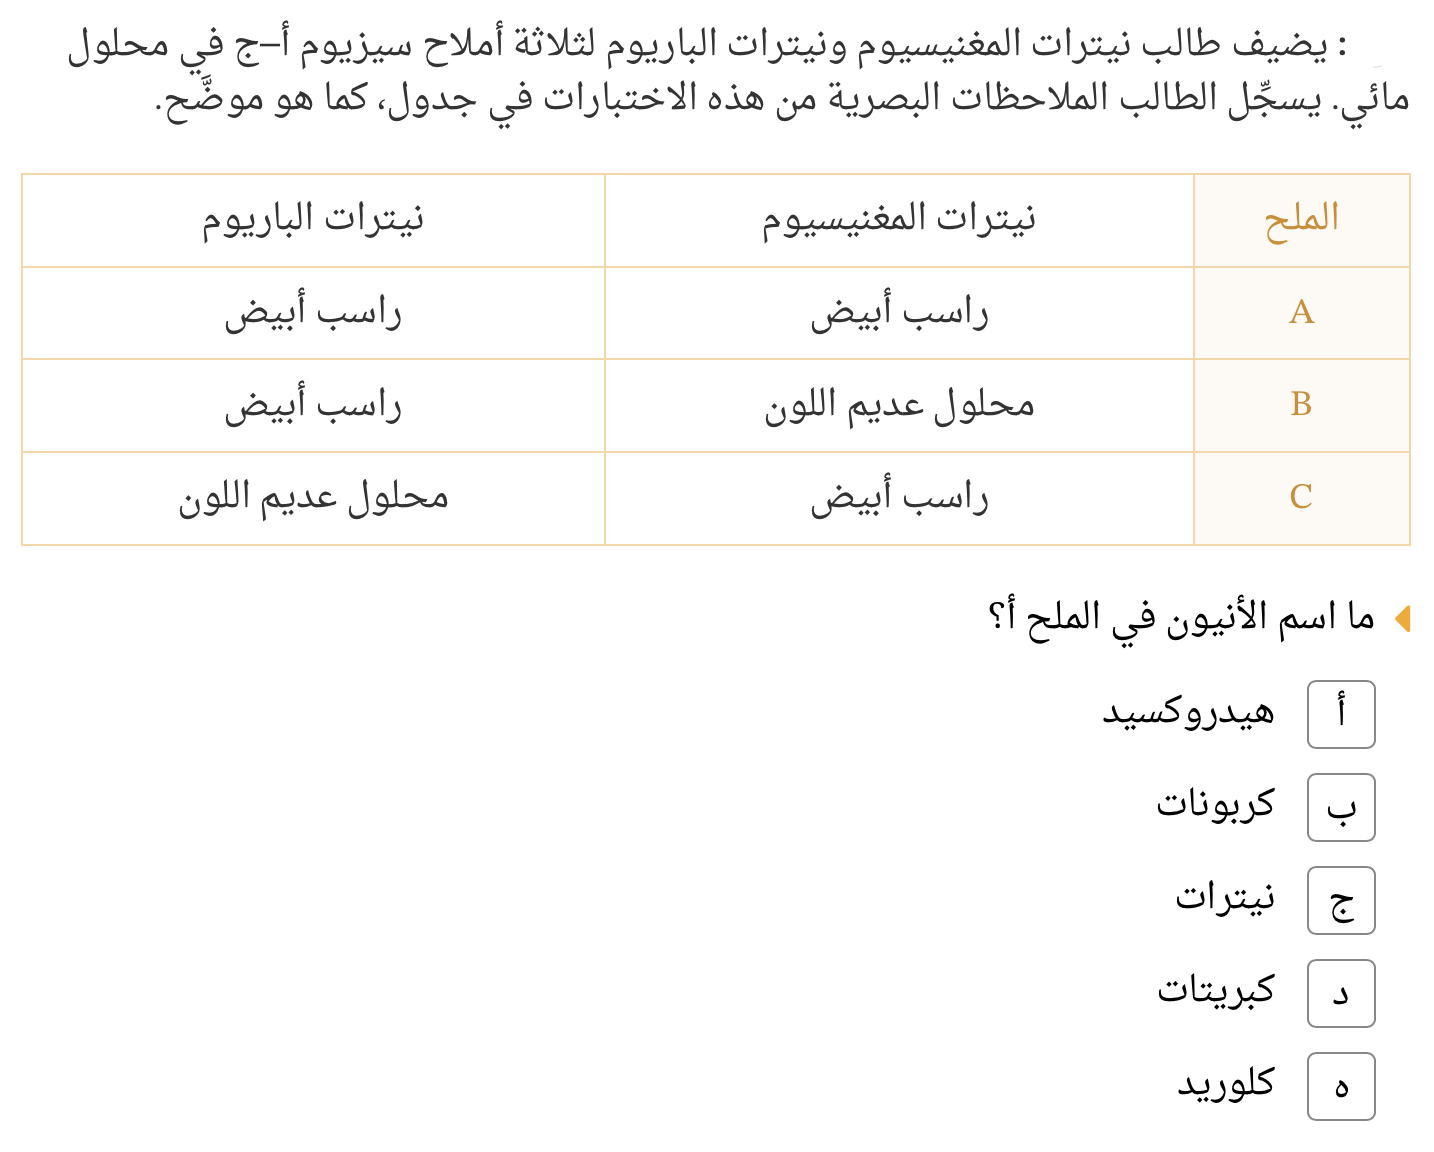 : يضيف طالب نيترات المغنيسيوم ونيترات الباريوم لثلاثة أملاح سيزيوم أ–ج في محلول
مائي. يسجِّل الطالب الملاحظات البصرية من هذه الاختبارات في جدول، كما هو موضَّح.
الملح نيترات المغنيسيوم نيترات الباريوم
A راسب أبيض راسب أبيض
B محلول عديم اللون راسب أبيض
C راسب أبيض محلول عديم اللون
ما اسم الأنيون في الملح أ؟
أ هيدروكسيد
ب كربونات
ج نيترات
د كبريتات
ه كلوريد